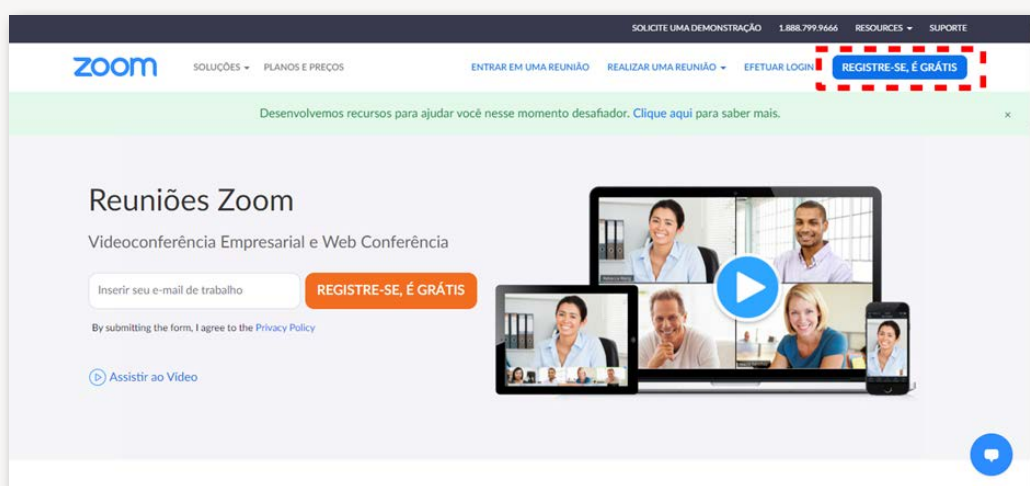 SOLICITE UMA DEMONSTRAÇÃO 1.888.799.9666 RESOURCES SUPORTE
zoom SOLUÇÕES PLANOS E PREÇOS ENTRAR EM UMA REUNIÃO REALIZAR UMA REUNIÃO EFETUAR LOGIN REGISTRE-SE, É GRÁTIS
Desenvolvemos recursos para ajudar você nesse momento desafiador. Clique aqui para saber mais. ×
Reuniões Zoom
Videoconferência Empresarial e Web Conferência
Inserir seu e-mail de trabalho REGISTRE-SE, É GRÁTIS
By submitting the form, I agree to the Privacy Policy
Assistir ao Vídeo